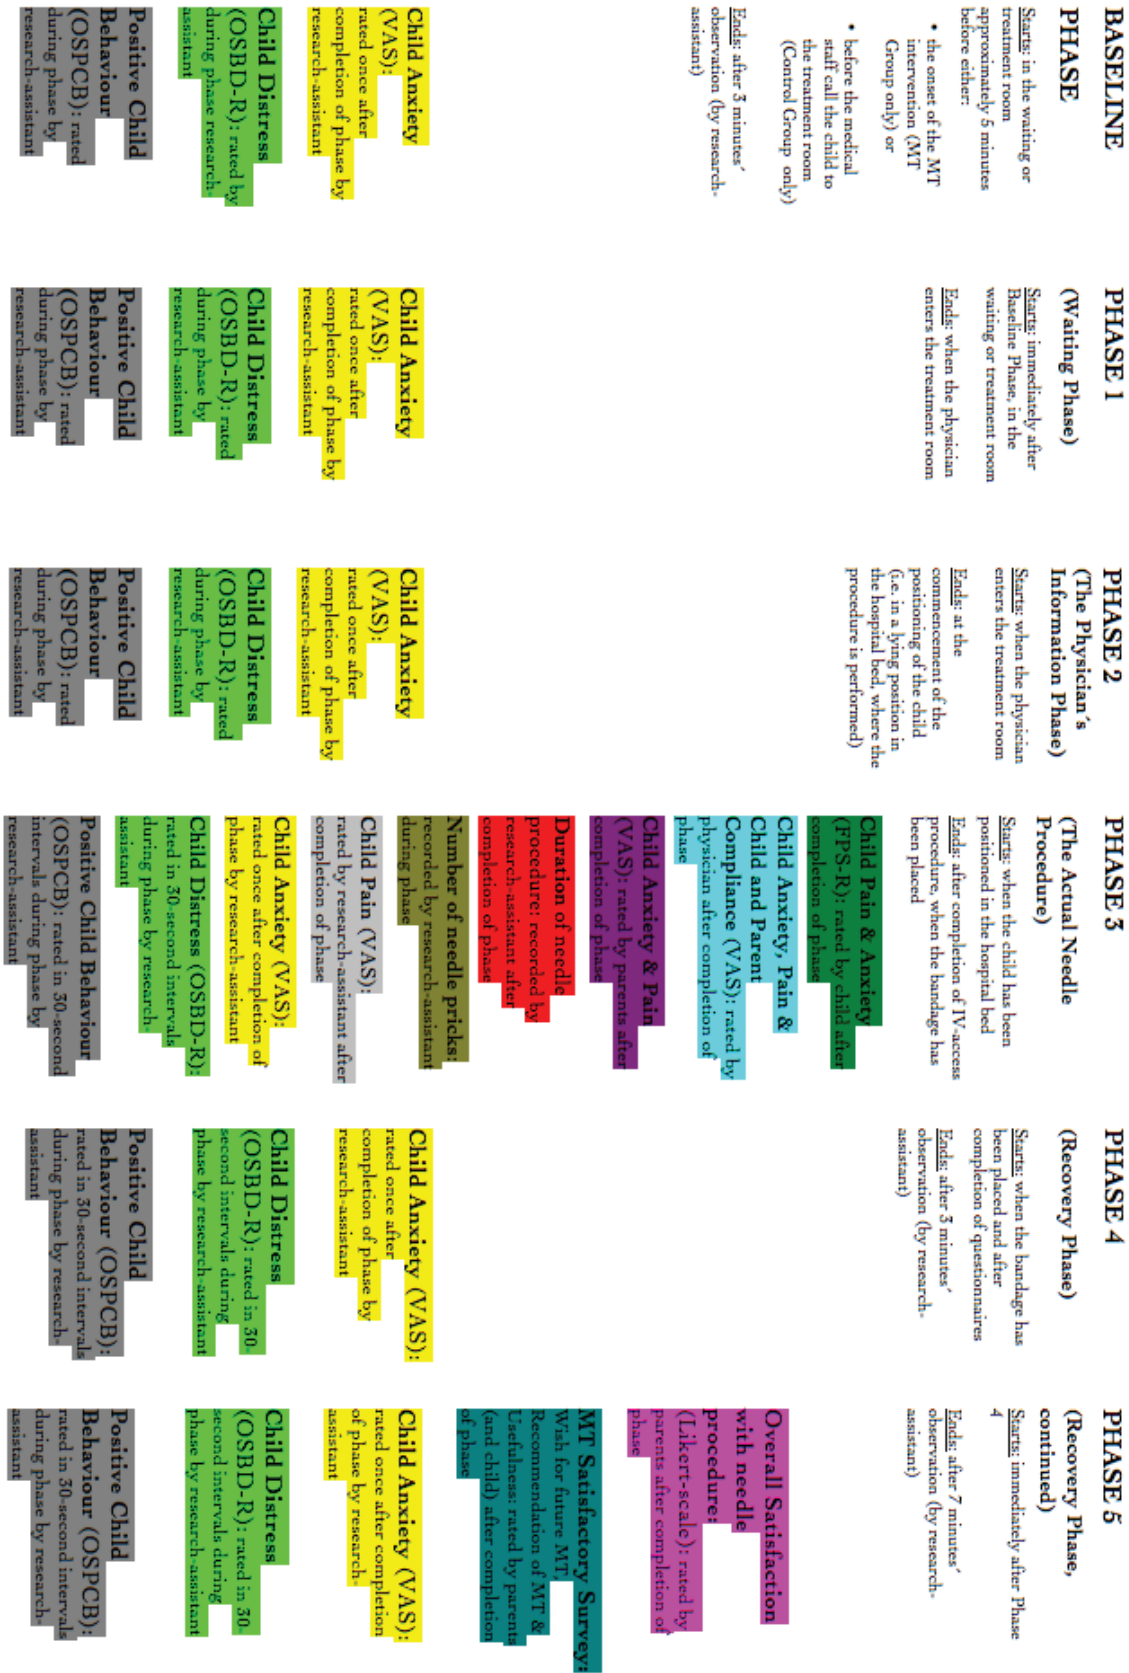 BASELINE
PHASE
Starts: in the waiting or
treatment room
approximately 5 minutes
before either:
• the onset of the MT
intervention (MT
Group only) or
• before the medical
staff call the child to
the treatment room
(Control Group only)
Ends: after 3 minutes´
observation (by research-
assistant)
Child Anxiety
(VAS):
rated once after
completion of phase by
research-assistant
Child Distress
(OSBD-R): rated by
during phase research-
assistant
Positive Child
Behaviour
(OSPCB): rated
during phase by
research-assistant
PHASE 1
(Waiting Phase)
Starts: immediately after
Baseline Phase, in the
waiting or treatment room
Ends: when the physician
enters the treatment room
Child Anxiety
(VAS):
rated once after
completion of phase by
research-assistant
Child Distress
(OSBD-R): rated
during phase by
research-assistant
Positive Child
Behaviour
(OSPCB): rated
during phase by
research-assistant
PHASE 2
(The Physician´s
Information Phase)
Starts: when the physician
enters the treatment room
Ends: at the
commencement of the
positioning of the child
(i.e. in a lying position in
the hospital bed, where the
procedure is performed)
Child Anxiety
(VAS):
rated once after
completion of phase by
research-assistant
Child Distress
(OSBD-R): rated
during phase by
research-assistant
Positive Child
Behaviour
(OSPCB): rated
during phase by
research-assistant
PHASE 3
(The Actual Needle
Procedure)
Starts: when the child has been
positioned in the hospital bed
Ends: after completion of IV-access
procedure, when the bandage has
been placed
Child Pain & Anxiety
(FPS-R): rated by child after
completion of phase
Child Anxiety, Pain &
Child and Parent
Compliance (VAS): rated by
physician after completion of
phase
Child Anxiety & Pain
(VAS): rated by parents after
completion of phase
Duration of needle
procedure: recorded by
research-assistant after
completion of phase
Number of needle pricks:
recorded by research-assistant
during phase
Child Pain (VAS):
rated by research-assistant after
completion of phase
Child Anxiety (VAS):
rated once after completion of
phase by research-assistant
Child Distress (OSBD-R):
rated in 30-second intervals
during phase by research-
assistant
Positive Child Behaviour
(OSPCB): rated in 30-second
intervals during phase by
research-assistant
PHASE 4
(Recovery Phase)
Starts: when the bandage has
been placed and after
completion of questionnaires
Ends: after 3 minutes´
observation (by research-
assistant)
Child Anxiety (VAS):
rated once after
completion of phase by
research-assistant
Child Distress
(OSBD-R): rated in 30-
second intervals during
phase by research-assistant
Positive Child
Behaviour (OSPCB):
rated in 30-second intervals
during phase by research-
assistant
PHASE 5
(Recovery Phase,
continued)
Starts: immediately after Phase
4
Ends: after 7 minutes´
observation (by research-
assistant)
Overall Satisfaction
with needle
procedure:
(Likert-scale): rated by
parents after completion of
phase
MT Satisfactory Survey:
Wish for future MT,
Recommendation of MT &
Usefulness: rated by parents
(and child) after completion
of phase
Child Anxiety (VAS):
rated once after completion
of phase by research-
assistant
Child Distress
(OSBD-R): rated in 30-
second intervals during
phase by research-assistant
Positive Child
Behaviour (OSPCB):
rated in 30-second intervals
during phase by research-
assistant